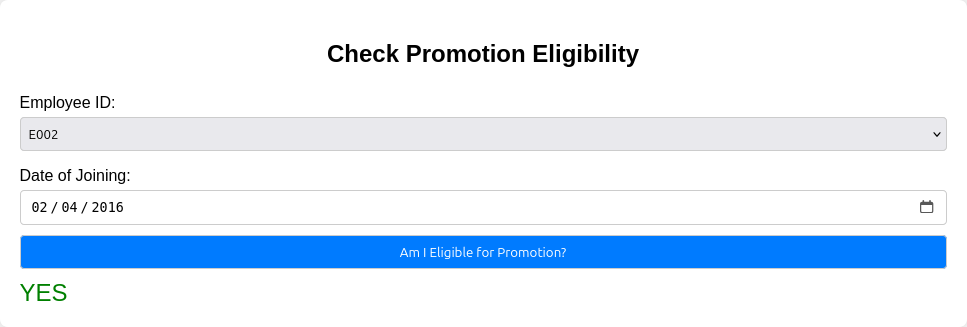 Check Promotion Eligibility
Employee ID:
E002
Date of Joining:
02 / 04 / 2016
Am I Eligible for Promotion?
YES